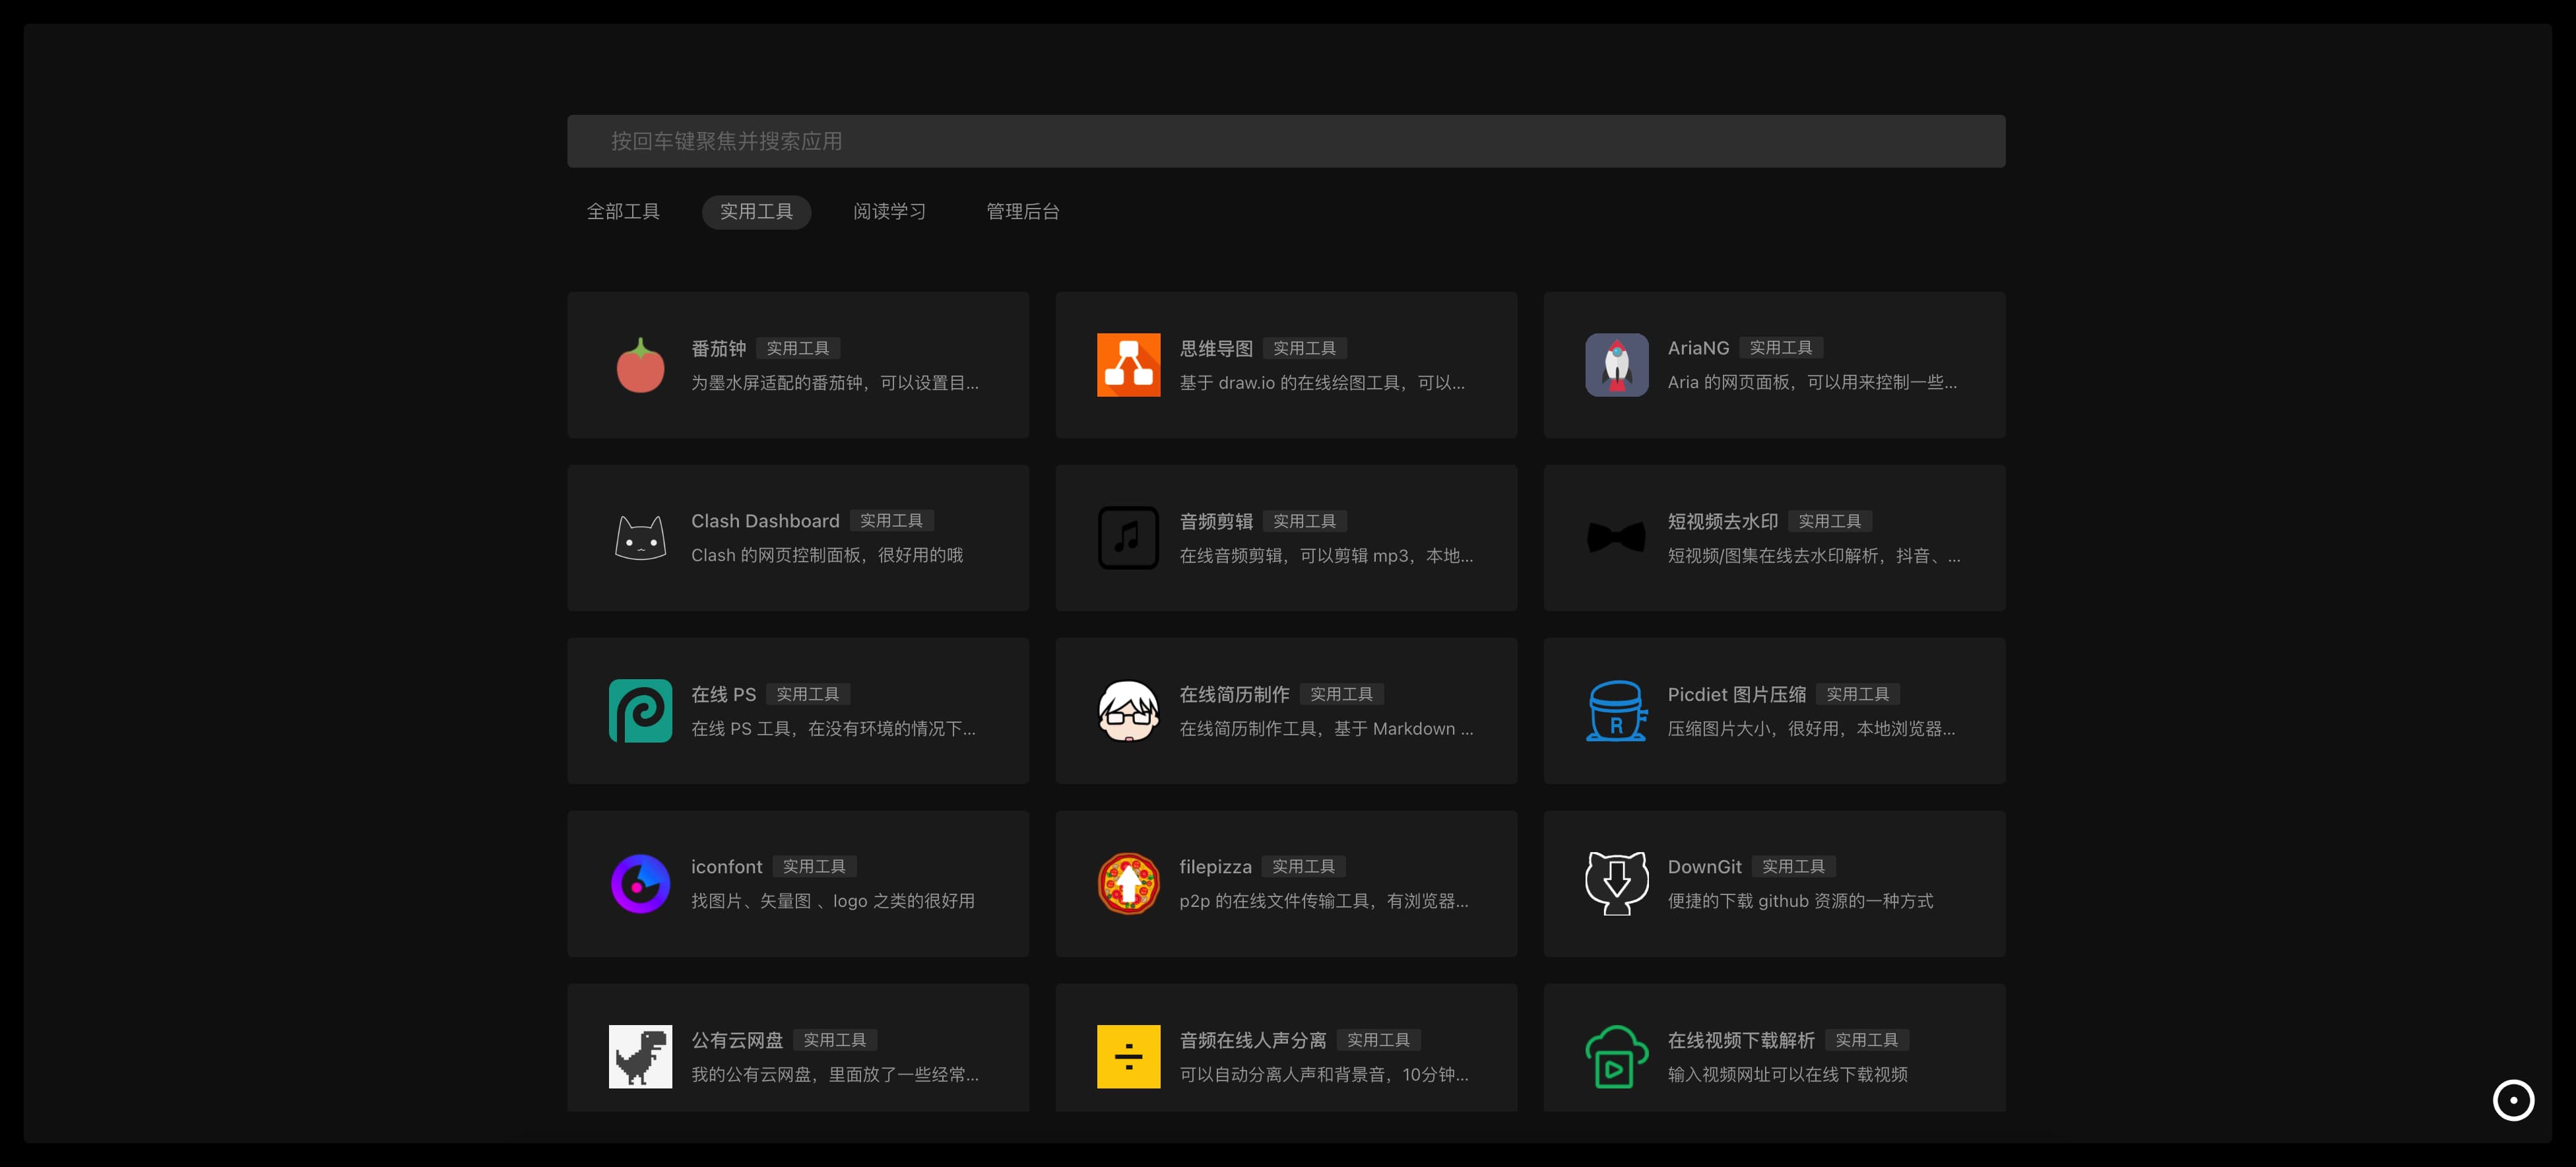 按回车键聚焦并搜索应用
全部工具 实用工具 阅读学习 管理后台
番茄钟 实用工具
为墨水屏适配的番茄钟，可以设置目...
思维导图 实用工具
基于 draw.io 的在线绘图工具，可以...
AriaNG 实用工具
Aria 的网页面板，可以用来控制一些...
Clash Dashboard 实用工具
Clash 的网页控制面板，很好用的哦
音频剪辑 实用工具
在线音频剪辑，可以剪辑 mp3，本地...
短视频去水印 实用工具
短视频/图集在线去水印解析，抖音、...
在线 PS 实用工具
在线 PS 工具，在没有环境的情况下...
在线简历制作 实用工具
在线简历制作工具，基于 Markdown ...
R
Picdiet 图片压缩 实用工具
压缩图片大小，很好用，本地浏览器...
iconfont 实用工具
找图片、矢量图 、logo 之类的很好用
filepizza 实用工具
p2p 的在线文件传输工具，有浏览器...
DownGit 实用工具
便捷的下载 github 资源的一种方式
公有云网盘 实用工具
我的公有云网盘，里面放了一些经常...
音频在线人声分离 实用工具
可以自动分离人声和背景音，10分钟...
在线视频下载解析 实用工具
输入视频网址可以在线下载视频